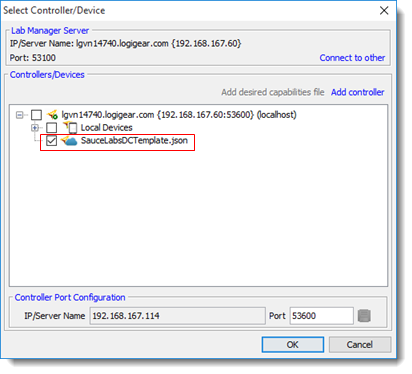 Select Controller/Device
Lab Manager Server
IP/Server Name: lgvn14740.logigear.com {192.168.167.60}
Port: 53100
Connect to other
Controllers/Devices
Add desired capabilities file Add controller
lgvn14740.logigear.com {192.168.167.60:53600} (localhost)
Local Devices
SauceLabsDCTemplate.json
Controller Port Configuration
IP/Server Name 192.168.167.114 Port 53600
OK Cancel